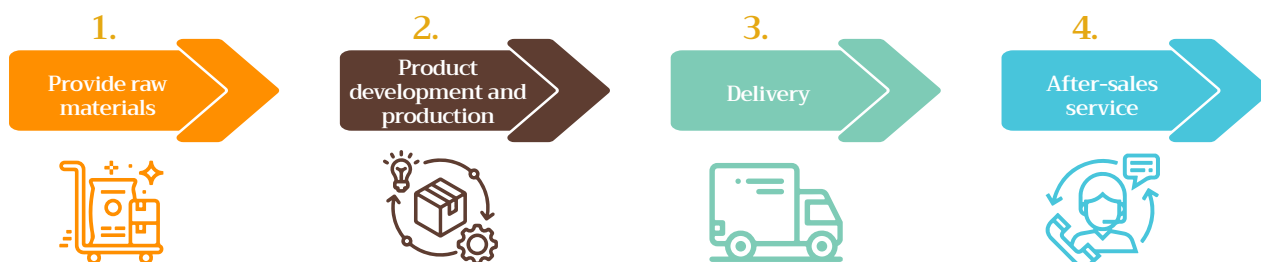 1.
Provide raw
materials
2.
Product
development and
production
3.
Delivery
4.
After-sales
service